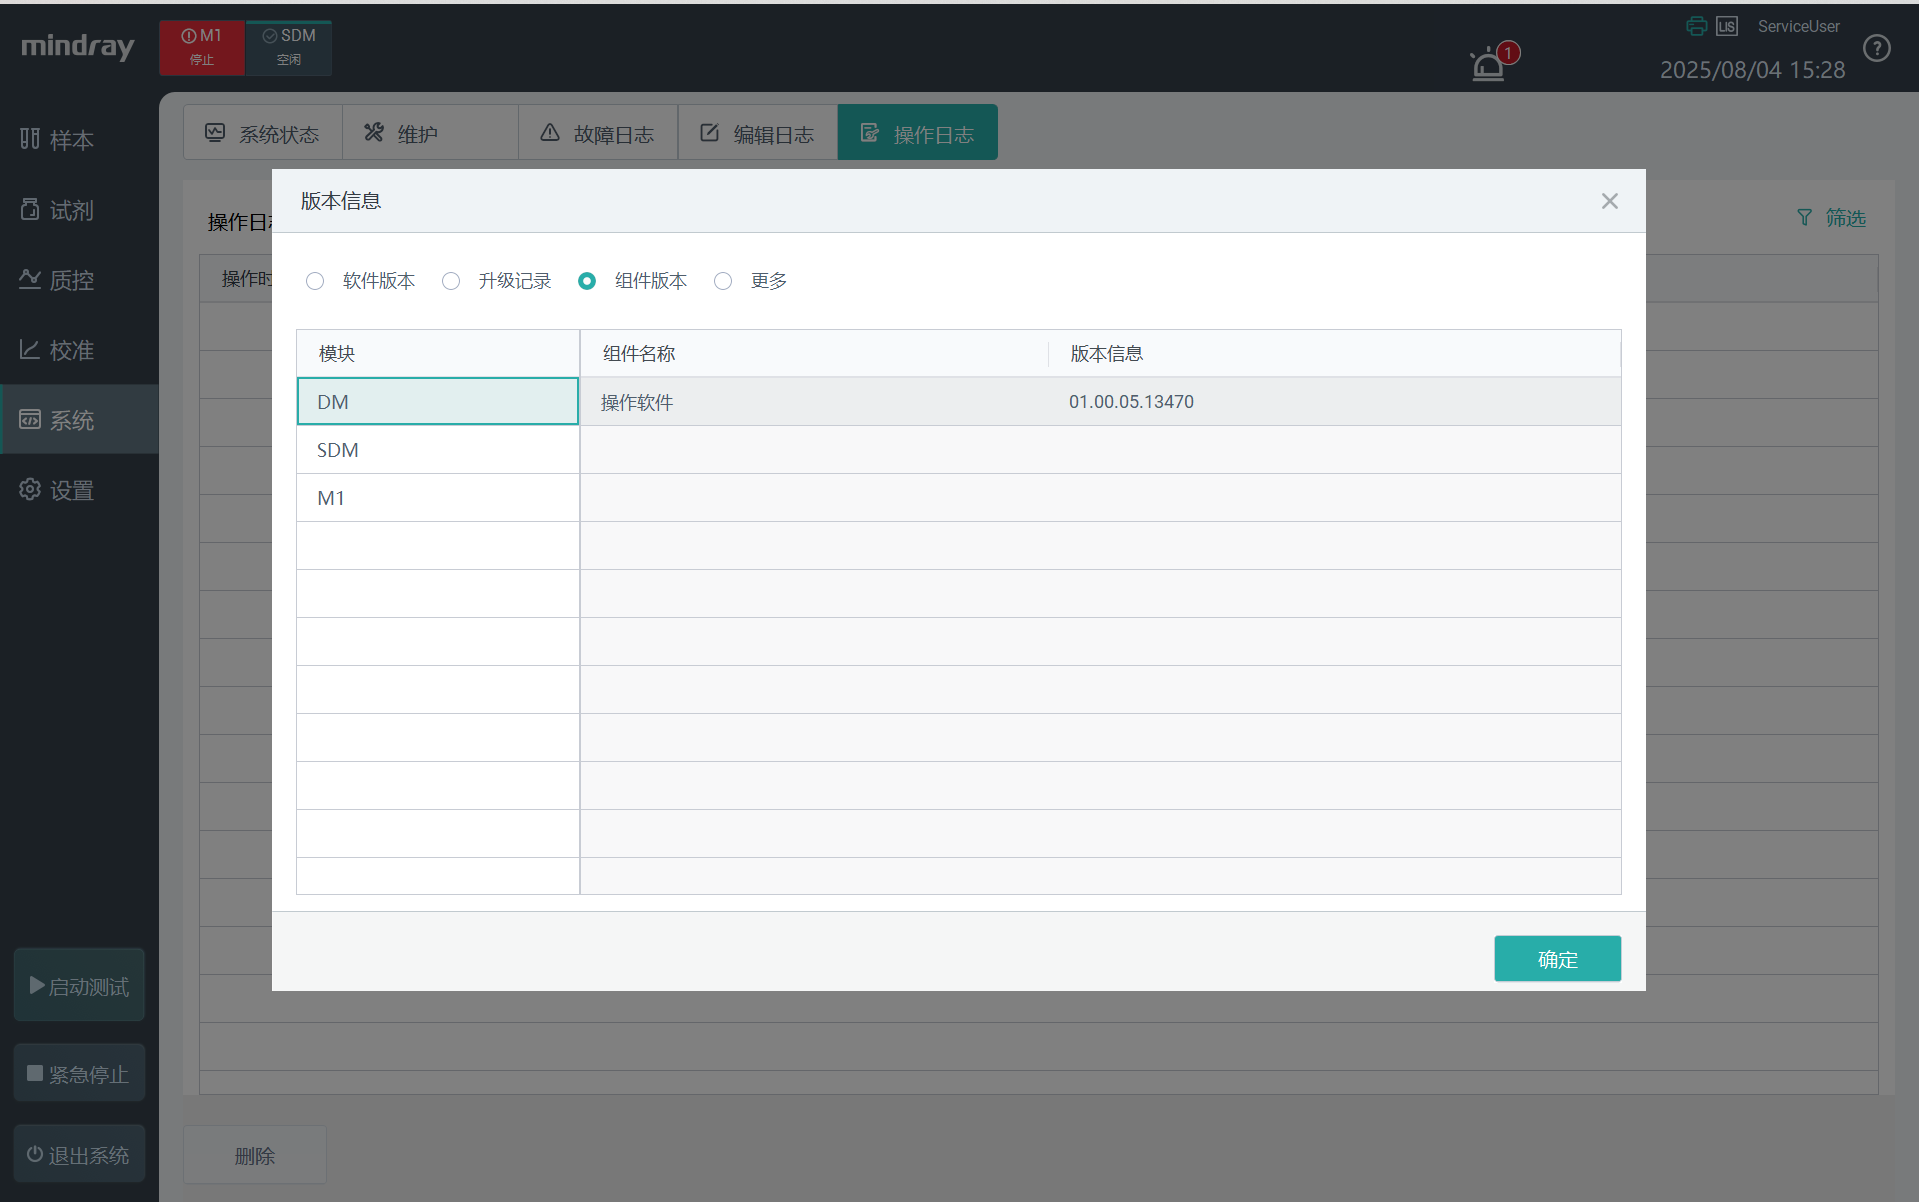 mindray
M1
停止
SDM
空闲
1
LIS
ServiceUser
2025/08/04 15:28
?
样本
试剂
质控
校准
系统
设置
启动测试
紧急停止
退出系统
系统状态
维护
故障日志
编辑日志
操作日志
操作日
筛选
操作时
版本信息
软件版本
升级记录
组件版本
更多
模块 组件名称 版本信息
DM 操作软件 01.00.05.13470
SDM
M1
确定
删除